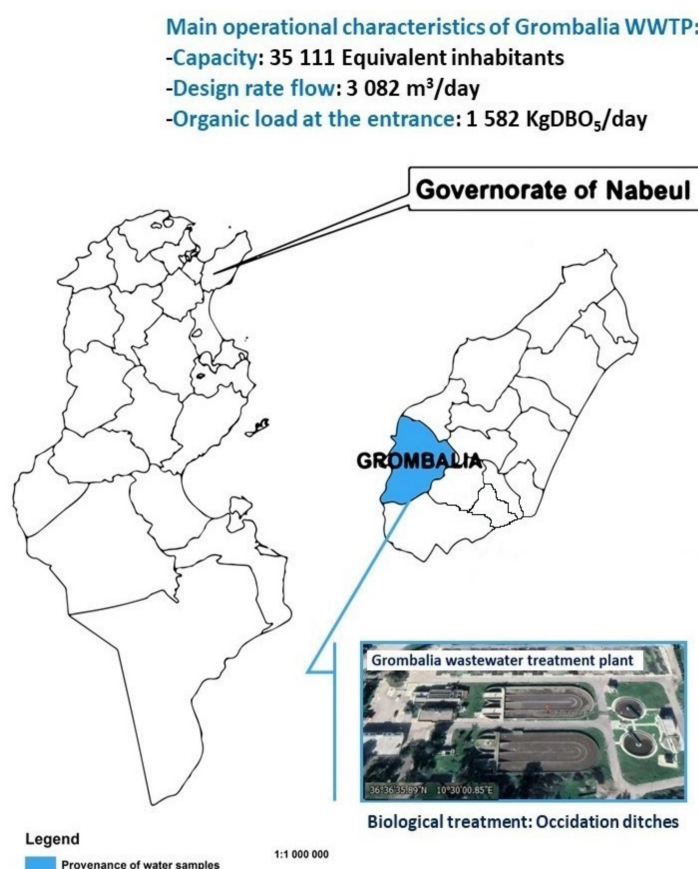 Main operational characteristics of Grombalia WWTP:
-Capacity: 35 111 Equivalent inhabitants
-Design rate flow: 3 082 m³/day
-Organic load at the entrance: 1 582 KgDBO₅/day
Governorate of Nabeul
GROMBALIA
Grombalia wastewater treatment plant
36°36'35.89"N 10°30'00.85"E
Biological treatment: Occidation ditches
Legend
1:1 000 000
Provenance of water samples